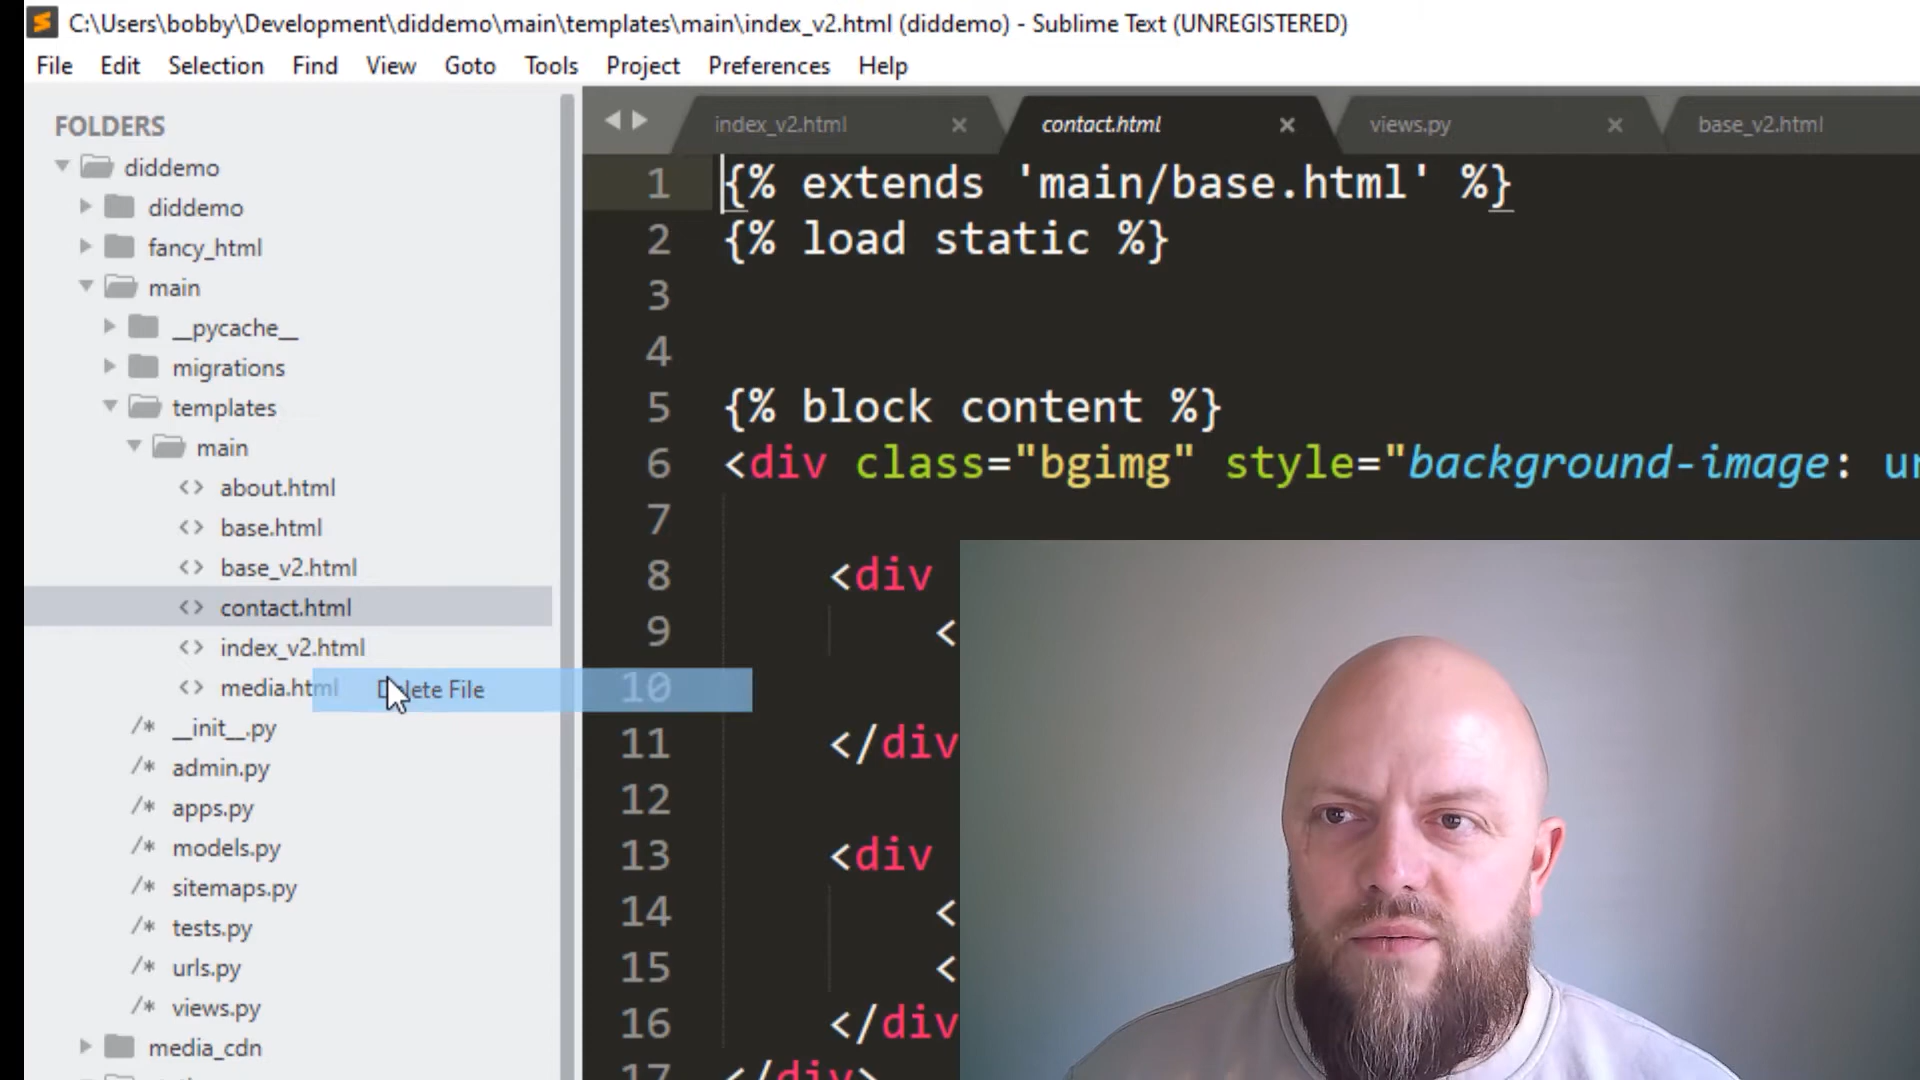 C:\Users\bobby\Development\diddemo\main\templates\main\index_v2.html (diddemo) - Sublime Text (UNREGISTERED)
File Edit Selection Find View Goto Tools Project Preferences Help
FOLDERS
diddemo
diddemo
fancy_html
main
__pycache__
migrations
templates
main
<> about.html
<> base.html
<> base_v2.html
<> contact.html
<> index_v2.html
<> media.html
Delete File
/* __init__.py
/* admin.py
/* apps.py
/* models.py
/* sitemaps.py
/* tests.py
/* urls.py
/* views.py
media_cdn
index_v2.html × contact.html × views.py × base_v2.html
1 {% extends 'main/base.html' %}
2 {% load static %}
3
4
5 {% block content %}
6 <div class="bgimg" style="background-image: ur
7
8 <div
9 <
10
11 </div
12
13 <div
14 <
15 <
16 </div
17 </div>